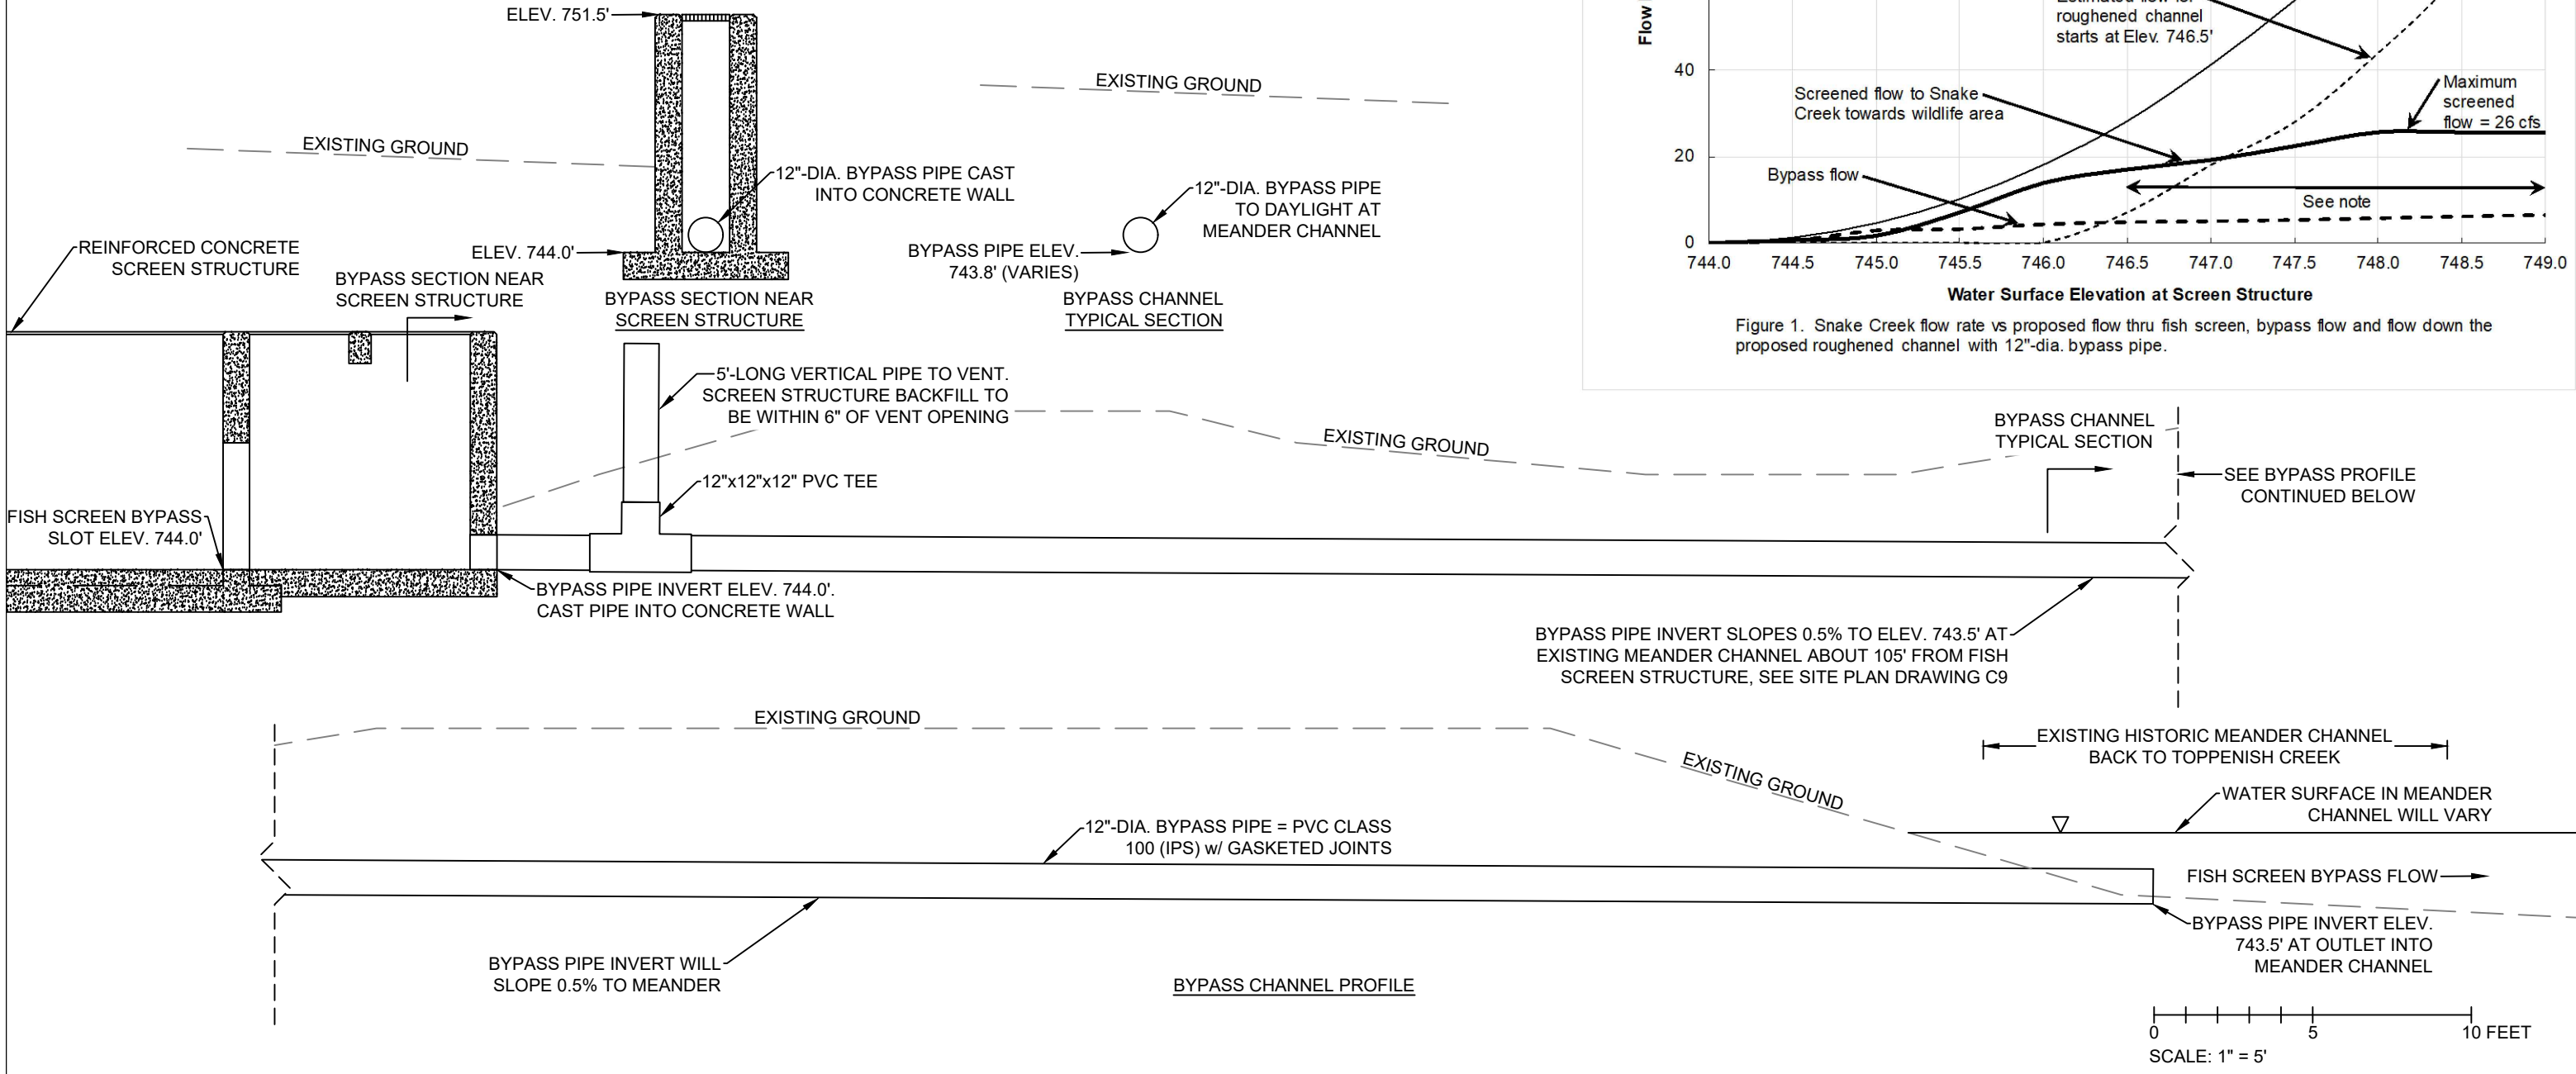 ELEV. 751.5'
EXISTING GROUND
EXISTING GROUND
12"-DIA. BYPASS PIPE CAST
INTO CONCRETE WALL
12"-DIA. BYPASS PIPE
TO DAYLIGHT AT
MEANDER CHANNEL
REINFORCED CONCRETE
SCREEN STRUCTURE
ELEV. 744.0'
BYPASS PIPE ELEV.
743.8' (VARIES)
BYPASS SECTION NEAR
SCREEN STRUCTURE
BYPASS SECTION NEAR
SCREEN STRUCTURE
BYPASS CHANNEL
TYPICAL SECTION
Flow
roughened channel
starts at Elev. 746.5'
40
Screened flow to Snake
Creek towards wildlife area
Maximum
screened
flow = 26 cfs
20
Bypass flow
See note
0
744.0 744.5 745.0 745.5 746.0 746.5 747.0 747.5 748.0 748.5 749.0
Water Surface Elevation at Screen Structure
Figure 1. Snake Creek flow rate vs proposed flow thru fish screen, bypass flow and flow down the
proposed roughened channel with 12"-dia. bypass pipe.
5'-LONG VERTICAL PIPE TO VENT.
SCREEN STRUCTURE BACKFILL TO
BE WITHIN 6" OF VENT OPENING
EXISTING GROUND
BYPASS CHANNEL
TYPICAL SECTION
12"x12"x12" PVC TEE
SEE BYPASS PROFILE
CONTINUED BELOW
FISH SCREEN BYPASS
SLOT ELEV. 744.0'
BYPASS PIPE INVERT ELEV. 744.0'.
CAST PIPE INTO CONCRETE WALL
BYPASS PIPE INVERT SLOPES 0.5% TO ELEV. 743.5' AT
EXISTING MEANDER CHANNEL ABOUT 105' FROM FISH
SCREEN STRUCTURE, SEE SITE PLAN DRAWING C9
EXISTING GROUND
EXISTING GROUND
EXISTING HISTORIC MEANDER CHANNEL
BACK TO TOPPENISH CREEK
WATER SURFACE IN MEANDER
CHANNEL WILL VARY
12"-DIA. BYPASS PIPE = PVC CLASS
100 (IPS) w/ GASKETED JOINTS
FISH SCREEN BYPASS FLOW
BYPASS PIPE INVERT ELEV.
743.5' AT OUTLET INTO
MEANDER CHANNEL
BYPASS PIPE INVERT WILL
SLOPE 0.5% TO MEANDER
BYPASS CHANNEL PROFILE
0 5 10 FEET
SCALE: 1" = 5'